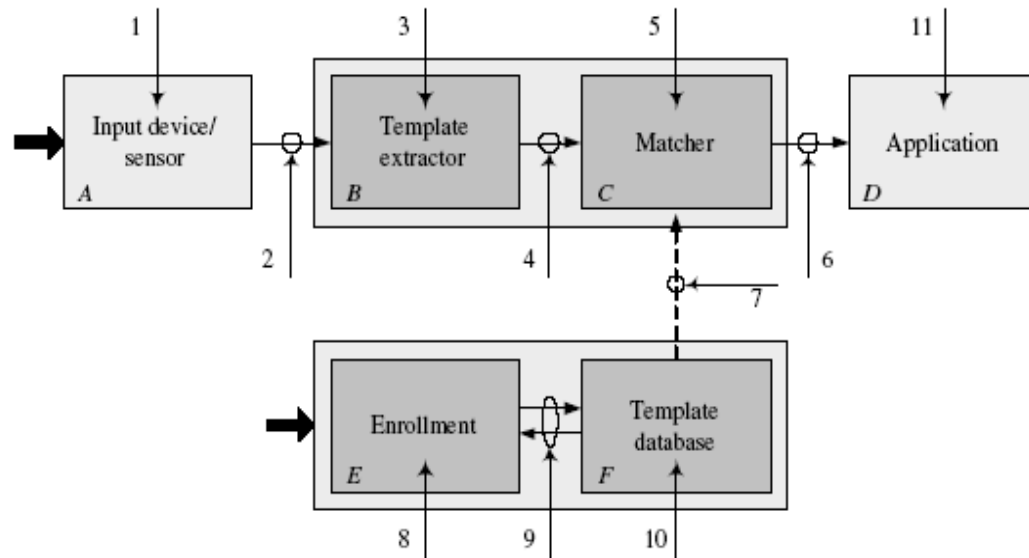 1
3
5
11
Input device/
sensor
A
Template
extractor
B
Matcher
C
Application
D
2
4
6
7
Enrollment
E
Template
database
F
8
9
10